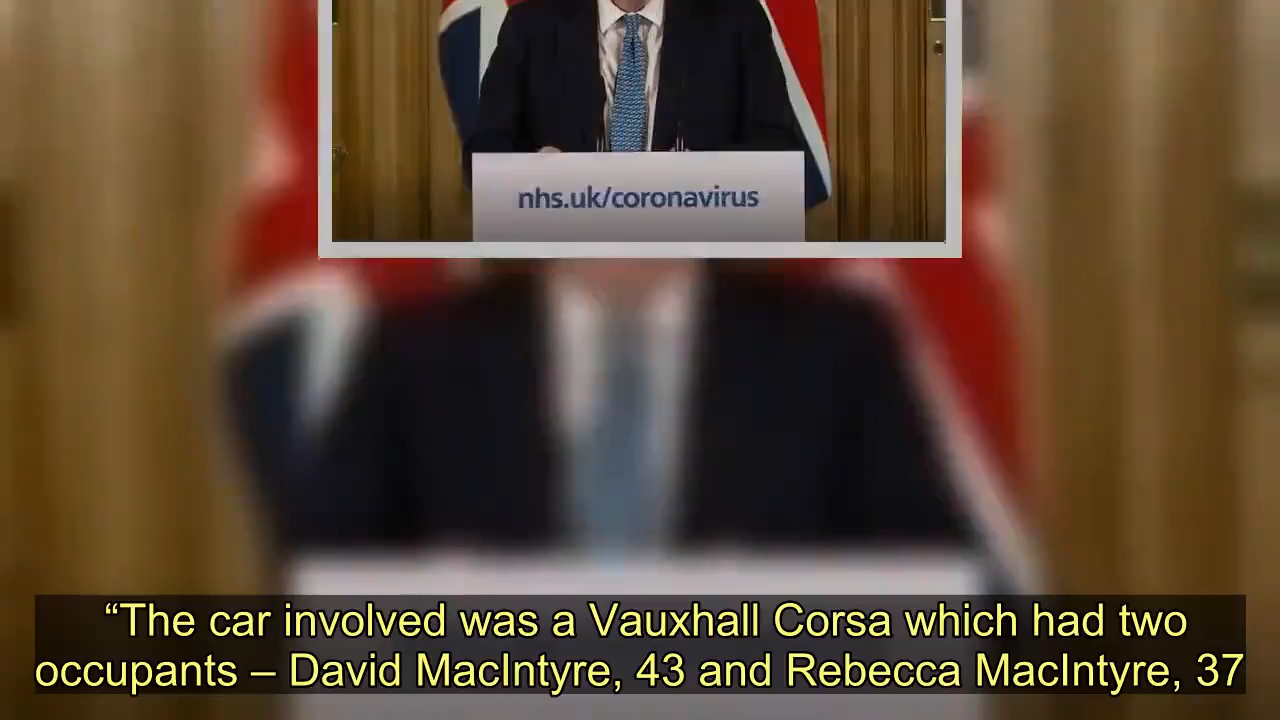 nhs.uk/coronavirus
“The car involved was a Vauxhall Corsa which had two
occupants – David MacIntyre, 43 and Rebecca MacIntyre, 37